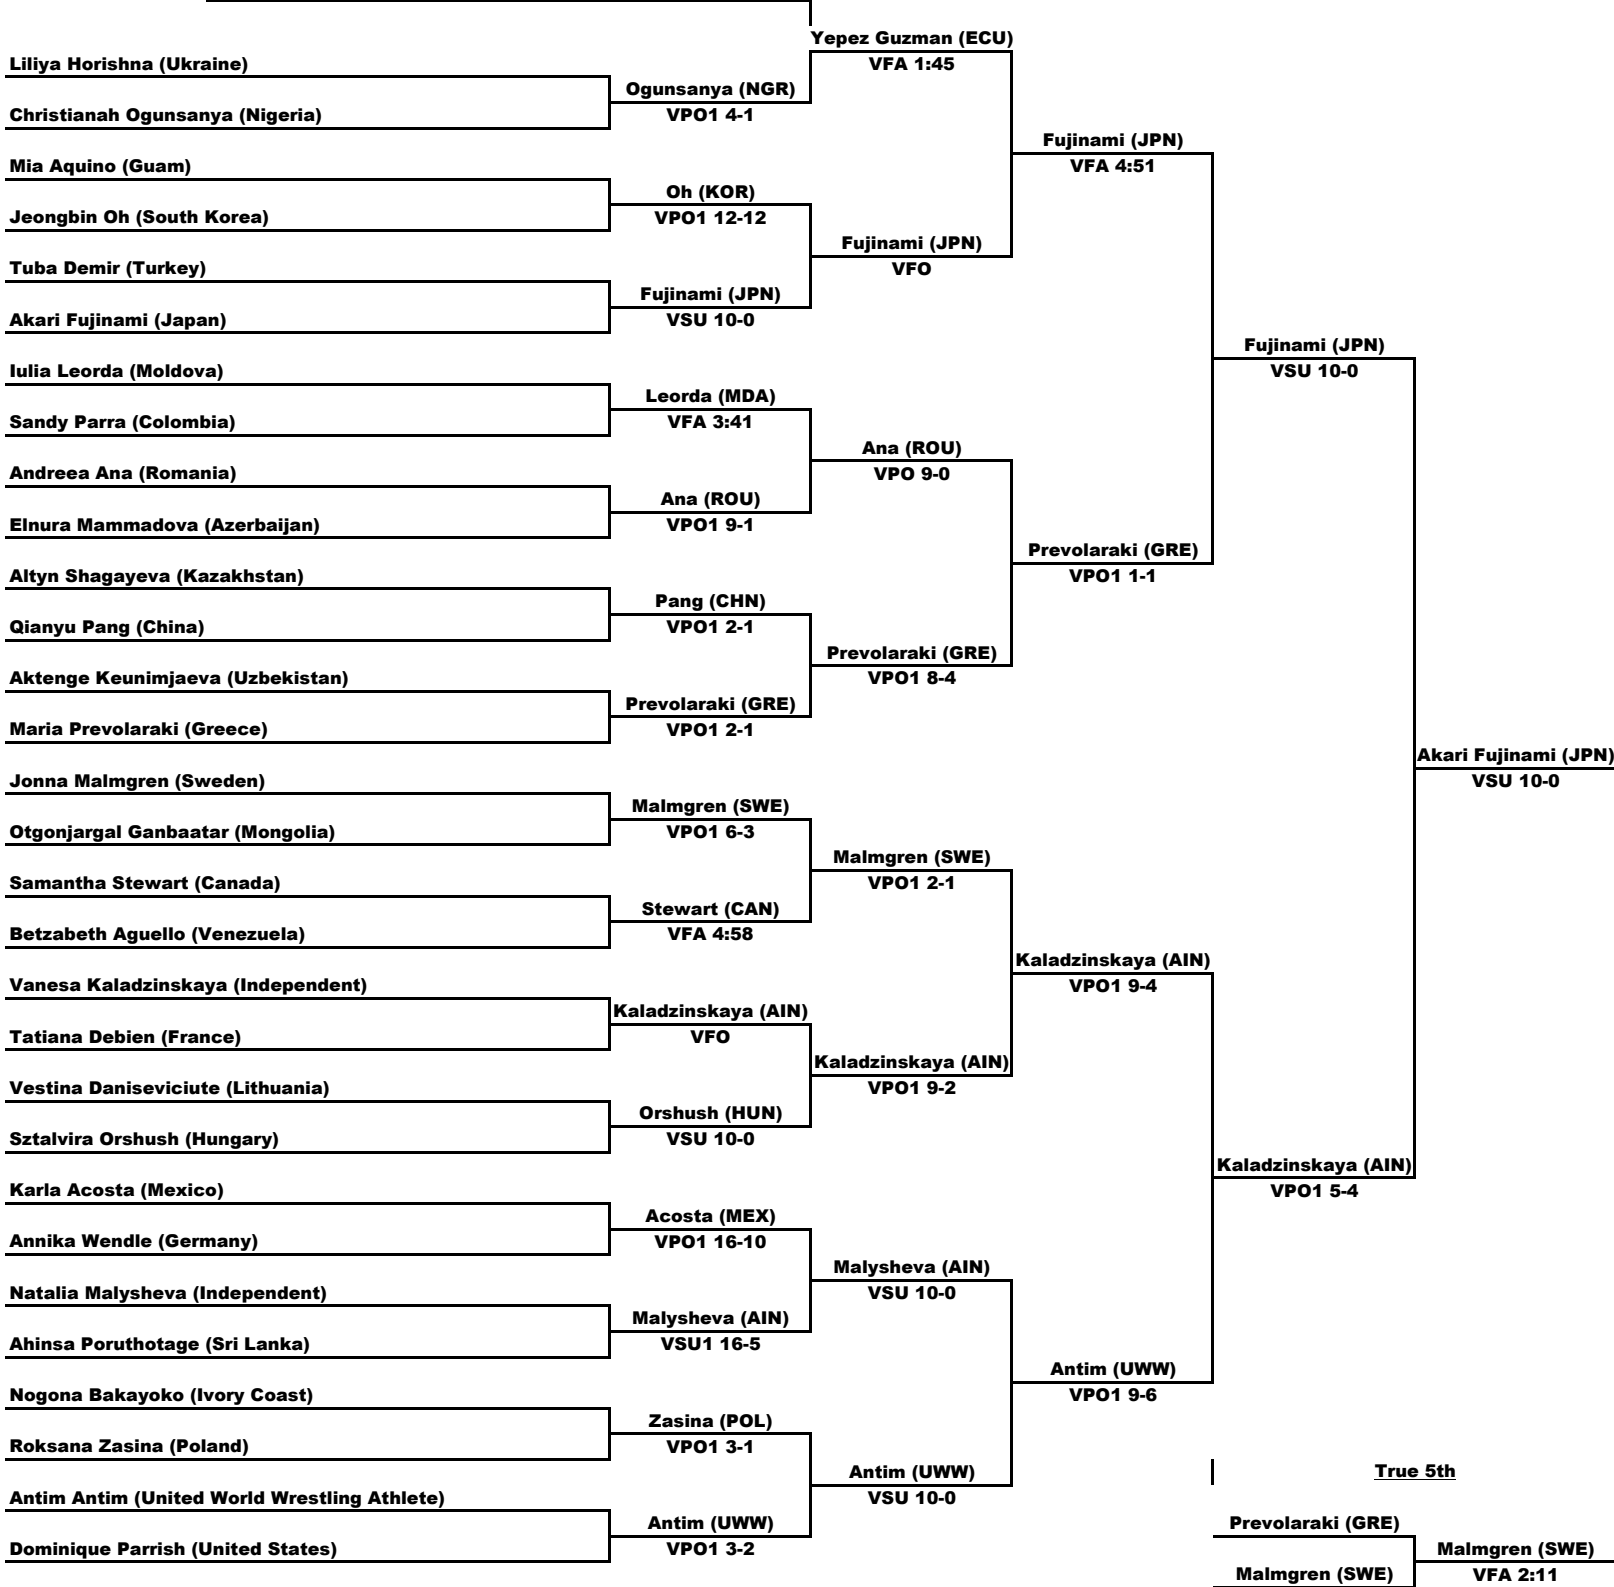 Yepez Guzman (ECU)
VFA 1:45
Liliya Horishna (Ukraine)
Ogunsanya (NGR)
Christianah Ogunsanya (Nigeria)
VPO1 4-1
Fujinami (JPN)
VFA 4:51
Mia Aquino (Guam)
Oh (KOR)
Jeongbin Oh (South Korea)
VPO1 12-12
Fujinami (JPN)
VFO
Tuba Demir (Turkey)
Fujinami (JPN)
Akari Fujinami (Japan)
VSU 10-0
Fujinami (JPN)
VSU 10-0
Iulia Leorda (Moldova)
Leorda (MDA)
Sandy Parra (Colombia)
VFA 3:41
Ana (ROU)
VPO 9-0
Andreea Ana (Romania)
Ana (ROU)
Elnura Mammadova (Azerbaijan)
VPO1 9-1
Prevolaraki (GRE)
VPO1 1-1
Altyn Shagayeva (Kazakhstan)
Pang (CHN)
Qianyu Pang (China)
VPO1 2-1
Prevolaraki (GRE)
VPO1 8-4
Aktenge Keunimjaeva (Uzbekistan)
Prevolaraki (GRE)
Maria Prevolaraki (Greece)
VPO1 2-1
Akari Fujinami (JPN)
VSU 10-0
Jonna Malmgren (Sweden)
Malmgren (SWE)
Otgonjargal Ganbaatar (Mongolia)
VPO1 6-3
Malmgren (SWE)
VPO1 2-1
Samantha Stewart (Canada)
Stewart (CAN)
Betzabeth Aguello (Venezuela)
VFA 4:58
Kaladzinskaya (AIN)
VPO1 9-4
Vanesa Kaladzinskaya (Independent)
Kaladzinskaya (AIN)
Tatiana Debien (France)
VFO
Kaladzinskaya (AIN)
VPO1 9-2
Vestina Daniseviciute (Lithuania)
Orshush (HUN)
Sztalvira Orshush (Hungary)
VSU 10-0
Kaladzinskaya (AIN)
VPO1 5-4
Karla Acosta (Mexico)
Acosta (MEX)
Annika Wendle (Germany)
VPO1 16-10
Malysheva (AIN)
VSU 10-0
Natalia Malysheva (Independent)
Malysheva (AIN)
Ahinsa Poruthotage (Sri Lanka)
VSU1 16-5
Antim (UWW)
VPO1 9-6
Nogona Bakayoko (Ivory Coast)
Zasina (POL)
Roksana Zasina (Poland)
VPO1 3-1
Antim (UWW)
VSU 10-0
Antim Antim (United World Wrestling Athlete)
Antim (UWW)
Dominique Parrish (United States)
VPO1 3-2
True 5th
Prevolaraki (GRE)
Malmgren (SWE)
Malmgren (SWE)
VFA 2:11